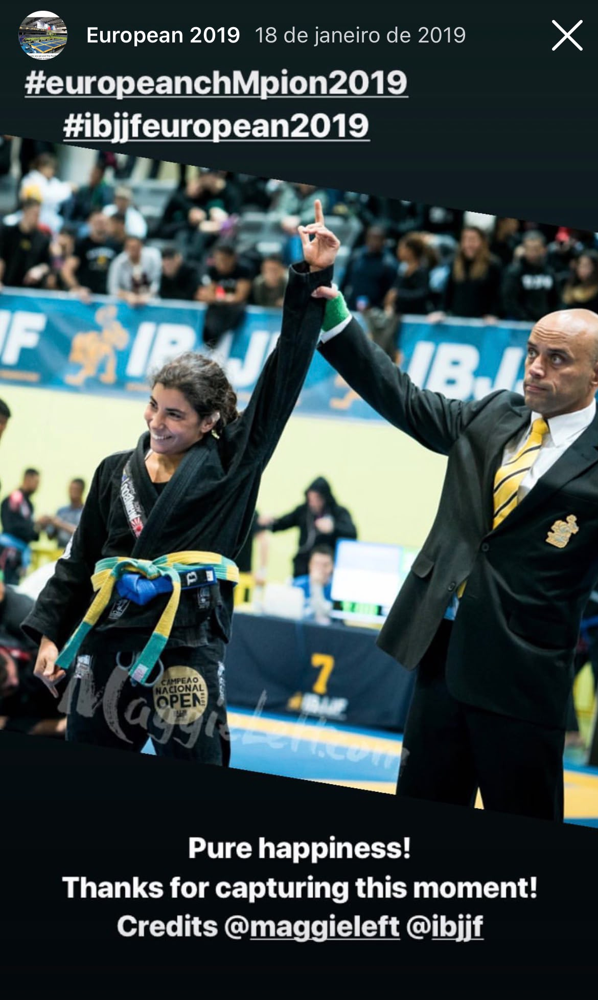 European 2019 18 de janeiro de 2019
#europeanchMpion2019
#ibjjfeuropean2019
IBJJF
IBJJ
CAMPEAO
NACIONAL
OPEN
2018
7
IBJJF
MaggieLeft.com
Pure happiness!
Thanks for capturing this moment!
Credits @maggieleft @ibjjf